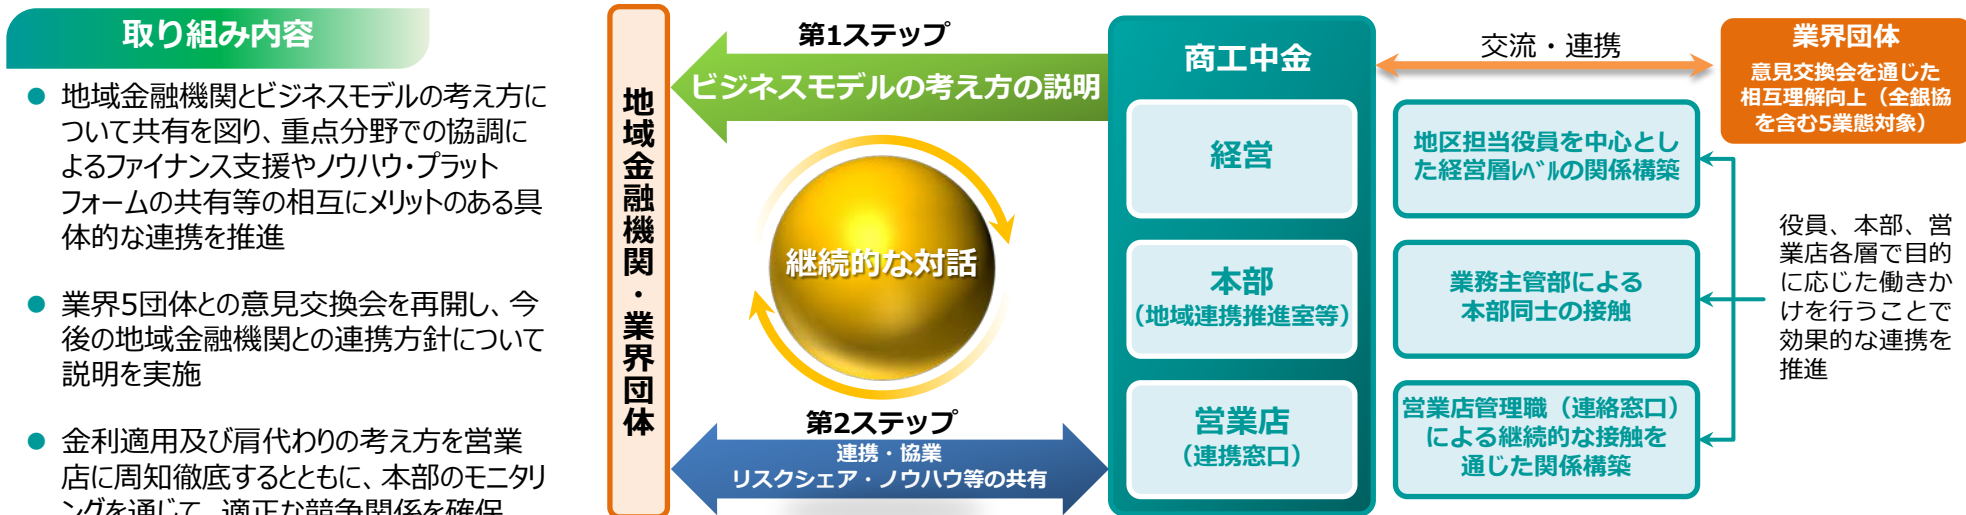 取り組み内容
● 地域金融機関とビジネスモデルの考え方に
ついて共有を図り、重点分野での協調に
よるファイナンス支援やノウハウ・プラット
フォームの共有等の相互にメリットのある具
体的な連携を推進
● 業界5団体との意見交換会を再開し、今
後の地域金融機関との連携方針について
説明を実施
● 金利適用及び肩代わりの考え方を営業
店に周知徹底するとともに、本部のモニタリ
ングを通じて、適正な競争関係を確保
地域金融機関・業界団体
第1ステップ
ビジネスモデルの考え方の説明
継続的な対話
第2ステップ
連携・協業
リスクシェア・ノウハウ等の共有
商工中金
経営
本部
（地域連携推進室等）
営業店
（連携窓口）
交流・連携
業界団体
意見交換会を通じた
相互理解向上（全銀協
を含む5業態対象）
地区担当役員を中心とし
た経営層ﾚﾍﾞﾙの関係構築
業務主管部による
本部同士の接触
営業店管理職（連絡窓口）
による継続的な接触を
通じた関係構築
役員、本部、営
業店各層で目的
に応じた働きか
けを行うことで
効果的な連携を
推進